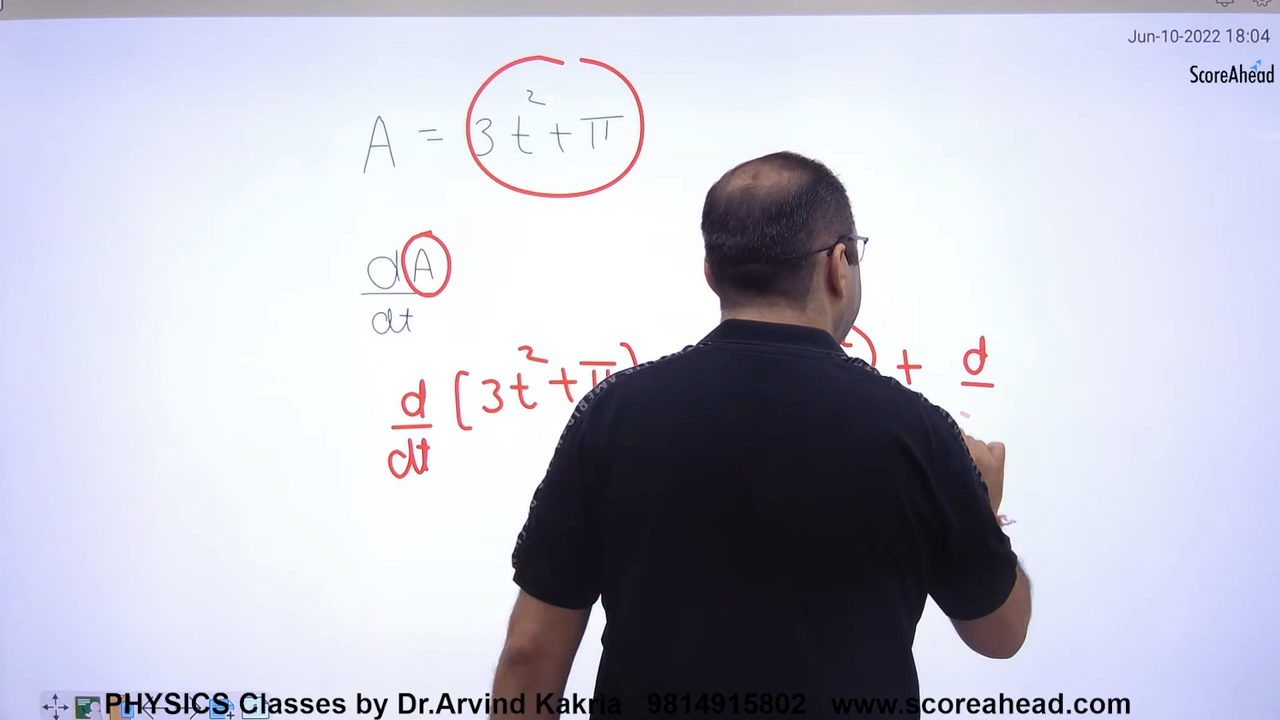 Jun-10-2022 18:04
ScoreAhead
A = 3t² + π
dA
dt
d [3t² + π] ²) + d
dt
PHYSICS Classes by Dr.Arvind Kakria 9814915802 www.scoreahead.com